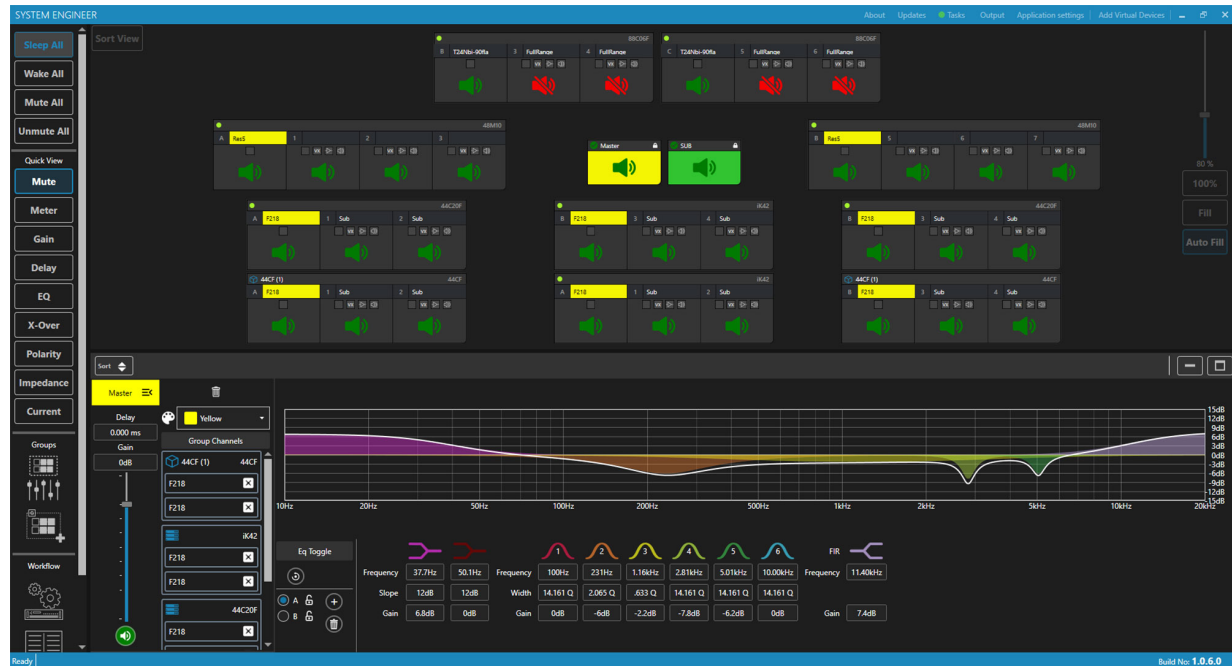 SYSTEM ENGINEER
About Updates Tasks Output Application settings Add Virtual Devices
Sleep All
Wake All
Mute All
Unmute All
Quick View
Mute
Meter
Gain
Delay
EQ
X-Over
Polarity
Impedance
Current
Groups
Workflow
Sort View
88C06F
B T24Nbi-90fla 3 FullRange 4 FullRange
88C06F
C T24Nbi-90fla 5 FullRange 6 FullRange
48M10
A Res5 1 2 3
Master
SUB
48M10
B Res5 5 6 7
44C20F
A F218 1 Sub 2 Sub
iK42
B F218 3 Sub 4 Sub
44C20F
B F218 3 Sub 4 Sub
44CF (1) 44CF
A F218 1 Sub 2 Sub
iK42
A F218 1 Sub 2 Sub
44CF (1) 44CF
B F218 3 Sub 4 Sub
80 %
100%
Fill
Auto Fill
Sort
Master
Delay
0.000 ms
Gain
0dB
Yellow
Group Channels
44CF (1) 44CF
F218
F218
iK42
F218
F218
44C20F
F218
15dB
12dB
9dB
6dB
3dB
0dB
-3dB
-6dB
-9dB
-12dB
-15dB
10Hz 20Hz 50Hz 100Hz 200Hz 500Hz 1kHz 2kHz 5kHz 10kHz 20kHz
Eq Toggle
A
B
1 2 3 4 5 6 FIR
Frequency 37.7Hz 50.1Hz Frequency 100Hz 231Hz 1.16kHz 2.81kHz 5.01kHz 10.00kHz Frequency 11.40kHz
Slope 12dB 12dB Width 14.161 Q 2.065 Q .633 Q 14.161 Q 14.161 Q 14.161 Q
Gain 6.8dB 0dB Gain 0dB -6dB -2.2dB -7.8dB -6.2dB 0dB Gain 7.4dB
Ready
Build No: 1.0.6.0